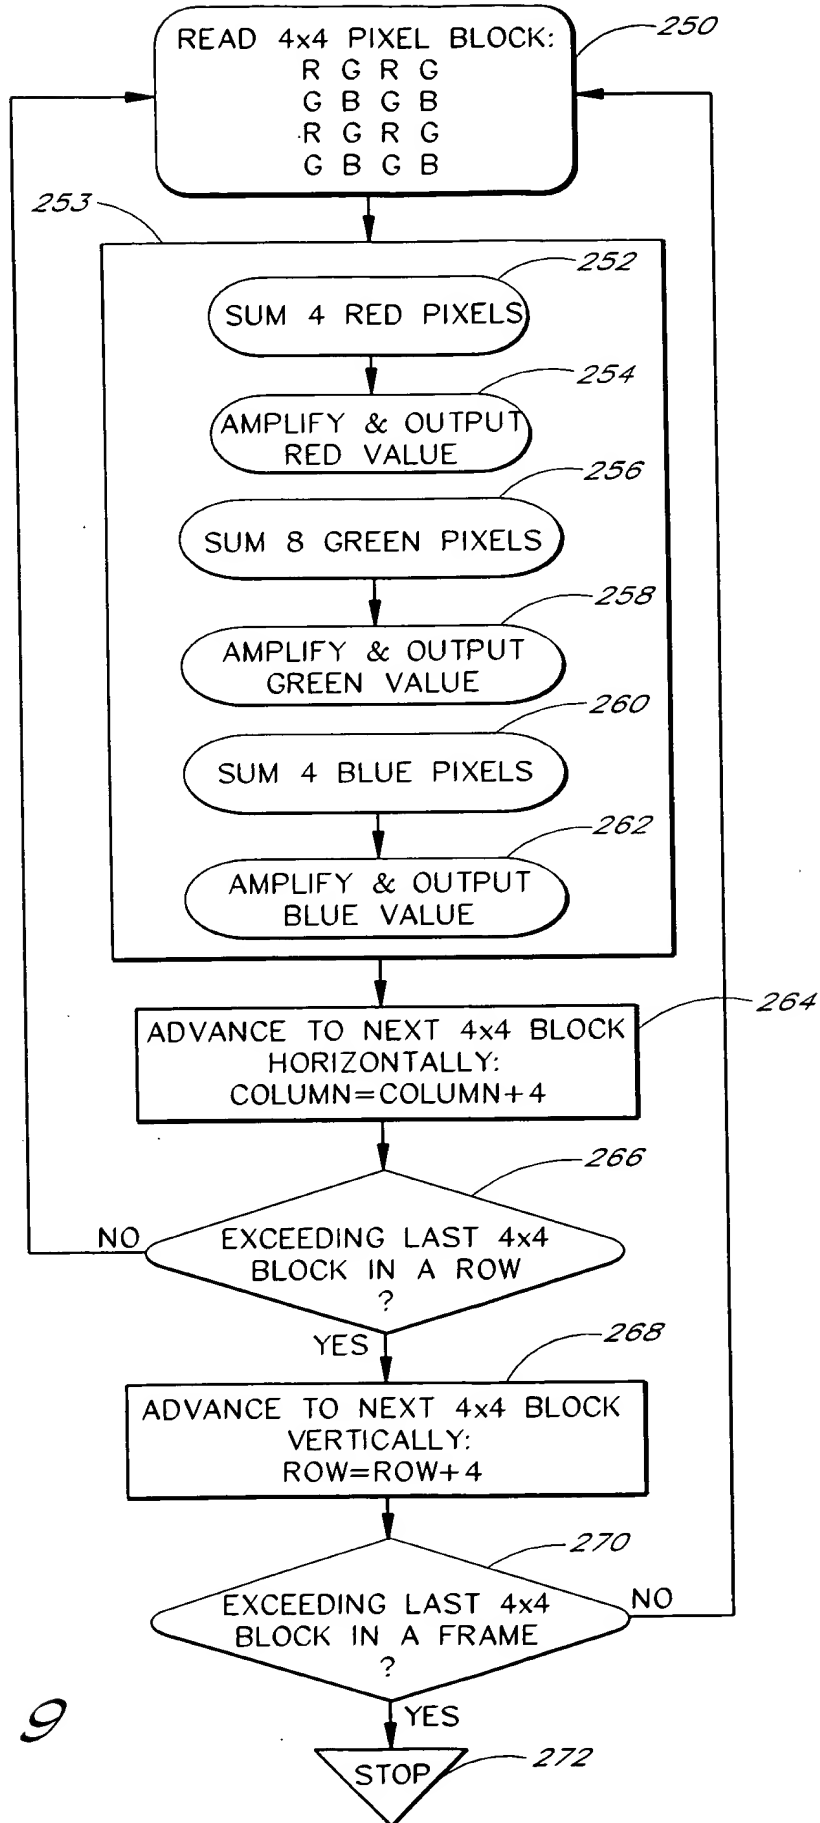 READ 4x4 PIXEL BLOCK:
R G R G
G B G B
R G R G
G B G B
250
253
252
SUM 4 RED PIXELS
254
AMPLIFY & OUTPUT
RED VALUE
256
SUM 8 GREEN PIXELS
258
AMPLIFY & OUTPUT
GREEN VALUE
260
SUM 4 BLUE PIXELS
262
AMPLIFY & OUTPUT
BLUE VALUE
264
ADVANCE TO NEXT 4x4 BLOCK
HORIZONTALLY:
COLUMN=COLUMN+4
266
NO
EXCEEDING LAST 4x4
BLOCK IN A ROW
?
YES
268
ADVANCE TO NEXT 4x4 BLOCK
VERTICALLY:
ROW=ROW+4
270
EXCEEDING LAST 4x4
BLOCK IN A FRAME
?
NO
YES
9
STOP
272